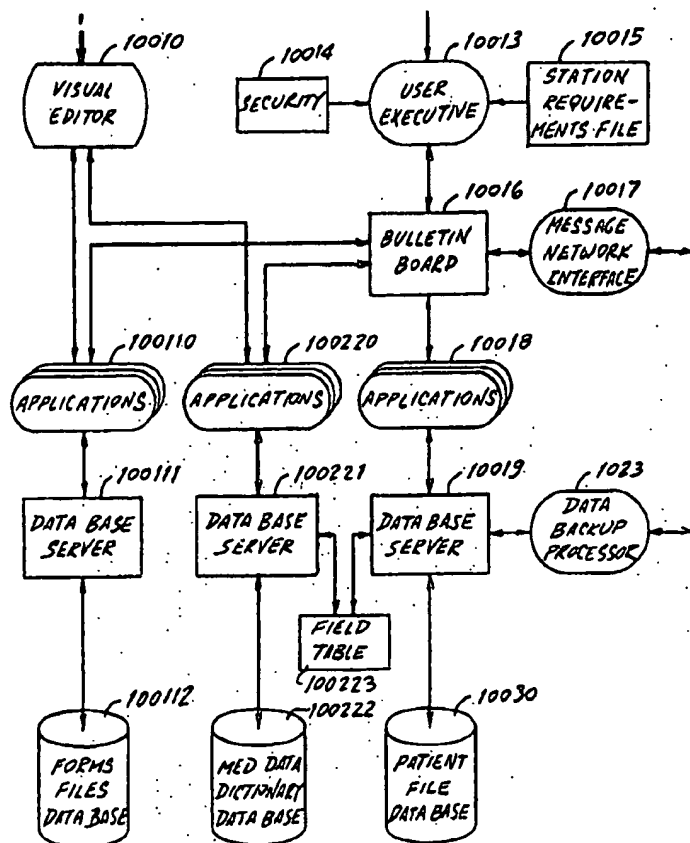 10010
10014
10013
10015
VISUAL
EDITOR
SECURITY
USER
EXECUTIVE
STATION
REQUIRE-
MENTS FILE
10016
10017
BULLETIN
BOARD
MESSAGE
NETWORK
INTERFACE
100110
100220
10018
APPLICATIONS
APPLICATIONS
APPLICATIONS
100111
100221
10019
1023
DATA BASE
SERVER
DATA BASE
SERVER
DATA BASE
SERVER
DATA
BACKUP
PROCESSOR
FIELD
TABLE
100223
100112
100222
10030
FORMS
FILES
DATA BASE
MED DATA
DICTIONARY
DATA BASE
PATIENT
FILE
DATA BASE